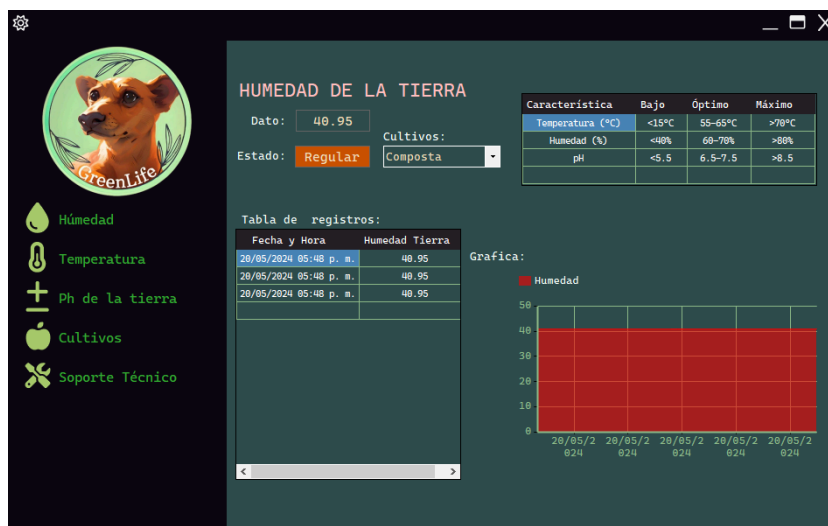 GreenLife
Húmedad
Temperatura
Ph de la tierra
Cultivos
Soporte Técnico
HUMEDAD DE LA TIERRA
Dato: 40.95
Cultivos:
Estado: Regular Composta
Característica Bajo Óptimo Máximo
Temperatura (°C) <15°C 55-65°C >70°C
Humedad (%) <40% 60-70% >80%
pH <5.5 6.5-7.5 >8.5
Tabla de registros:
Fecha y Hora Humedad Tierra
20/05/2024 05:48 p. m. 40.95
20/05/2024 05:48 p. m. 40.95
20/05/2024 05:48 p. m. 40.95
Grafica:
Humedad
50
40
30
20
10
0
20/05/2 20/05/2 20/05/2 20/05/2 20/05/2
024 024 024 024 024